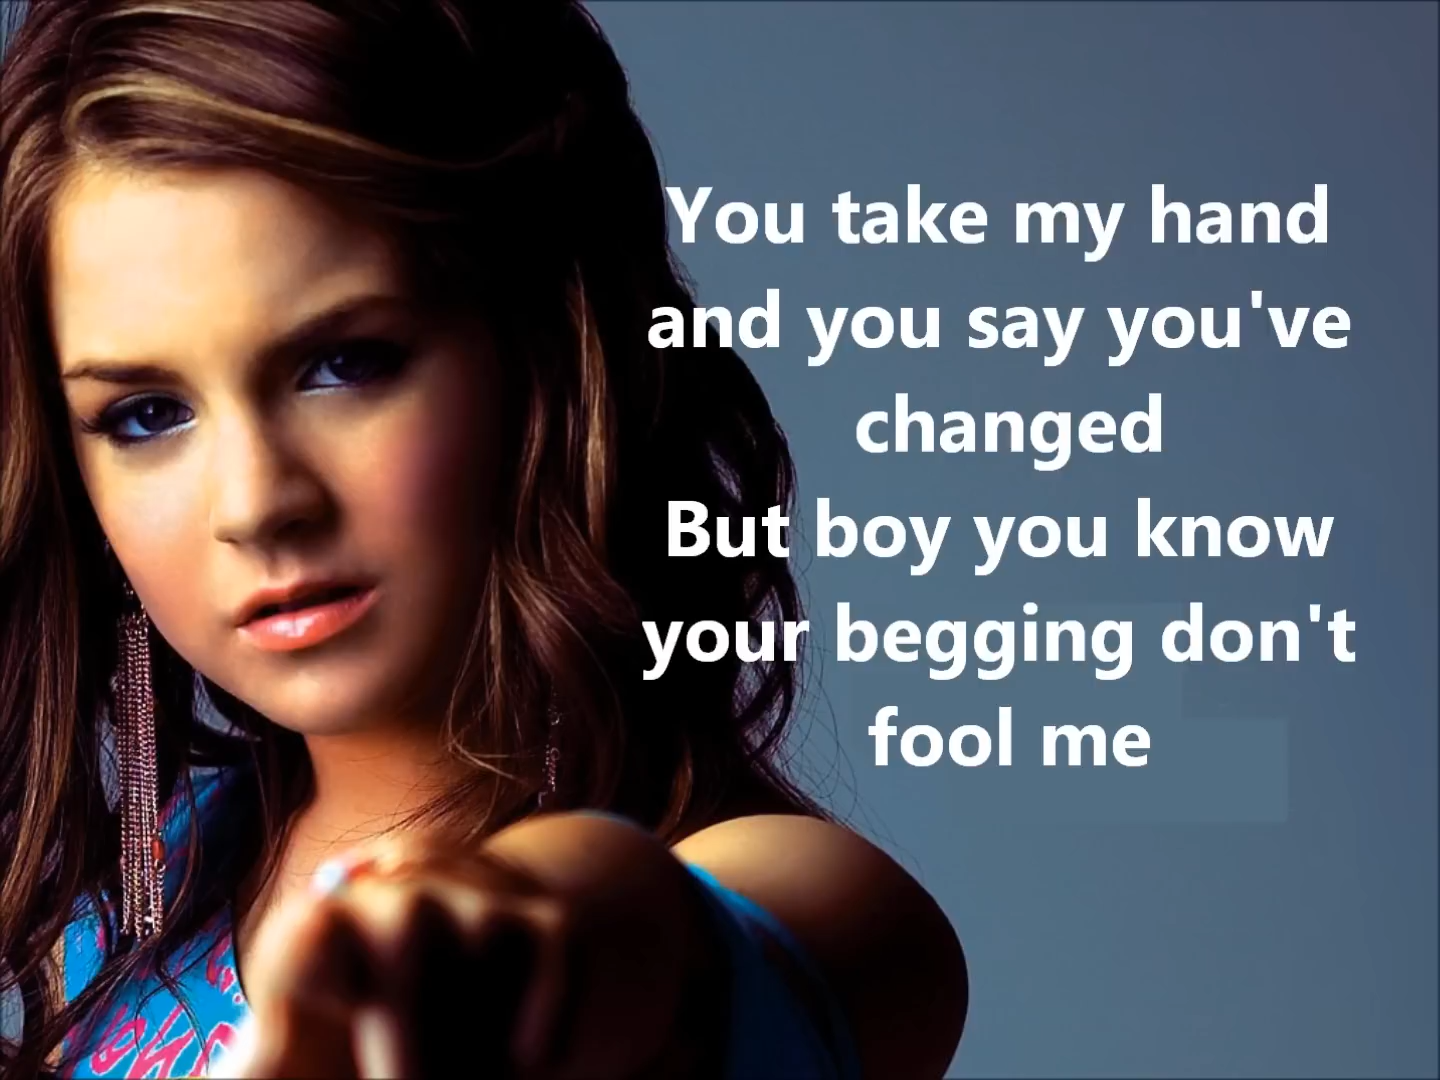 You take my hand
and you say you've
changed
But boy you know
your begging don't
fool me